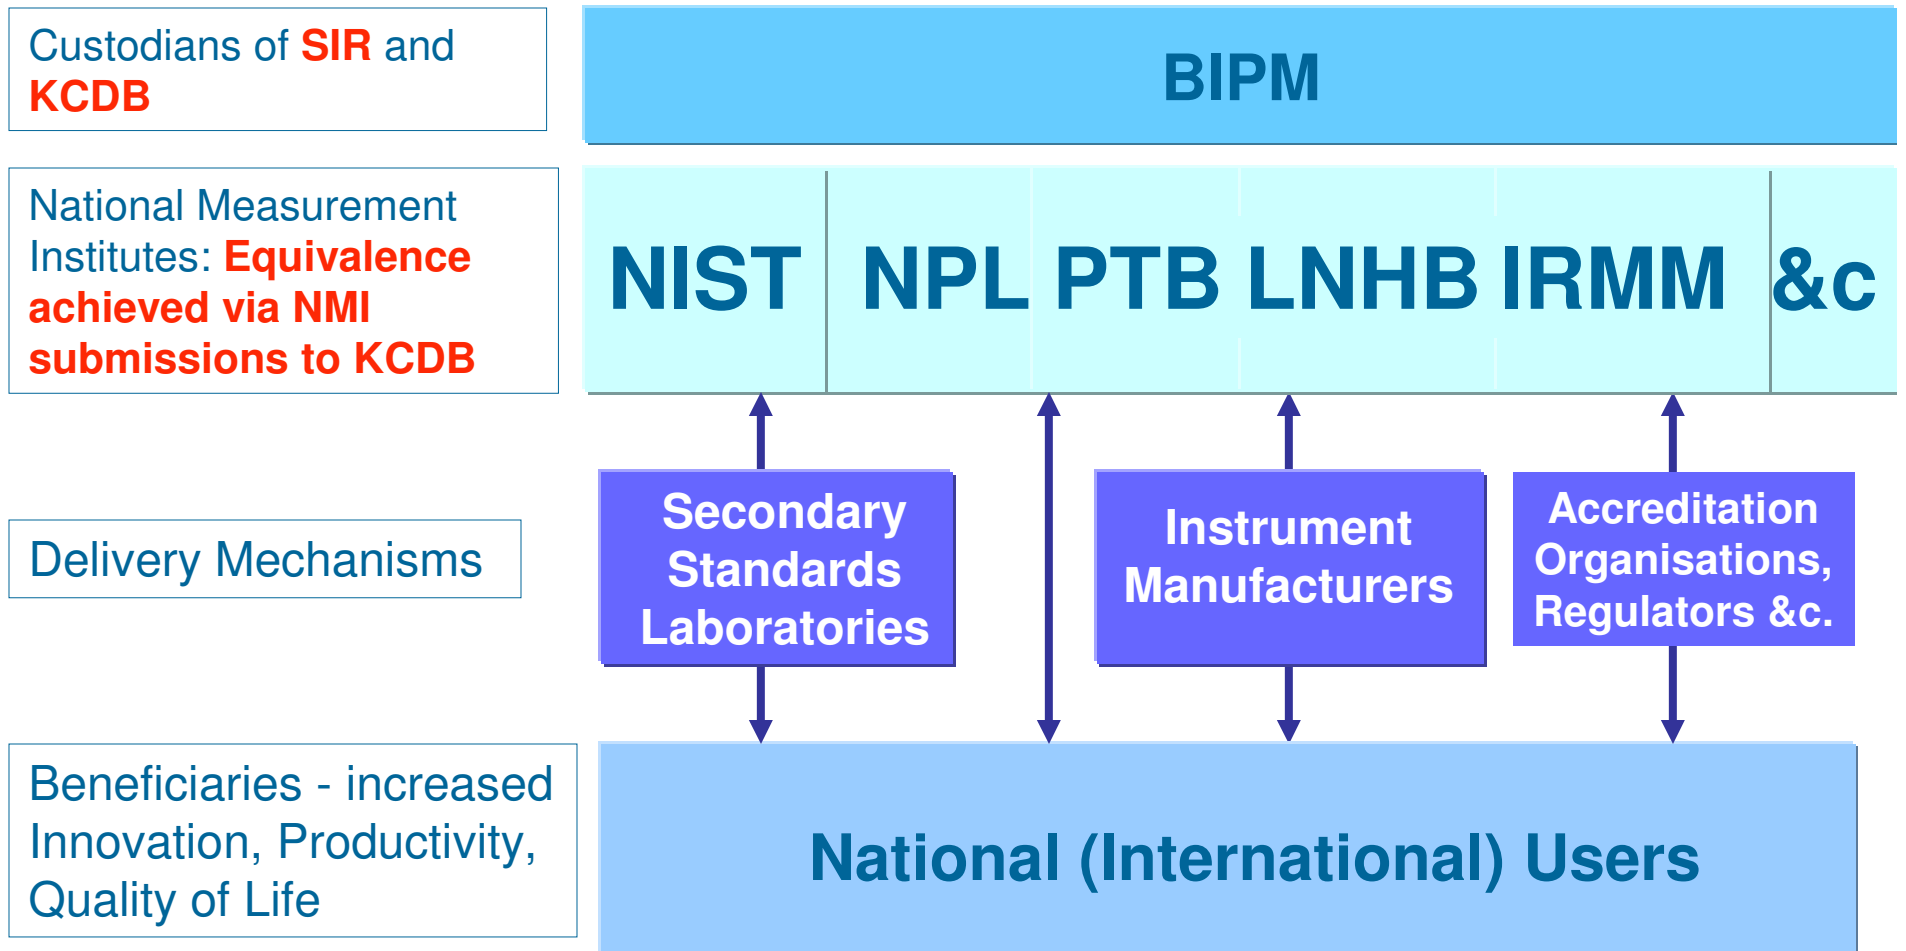 Custodians of SIR and
KCDB
BIPM
National Measurement
Institutes: Equivalence
achieved via NMI
submissions to KCDB
NIST NPL PTB LNHB IRMM &c
Delivery Mechanisms
Secondary
Standards
Laboratories
Instrument
Manufacturers
Accreditation
Organisations,
Regulators &c.
Beneficiaries - increased
Innovation, Productivity,
Quality of Life
National (International) Users